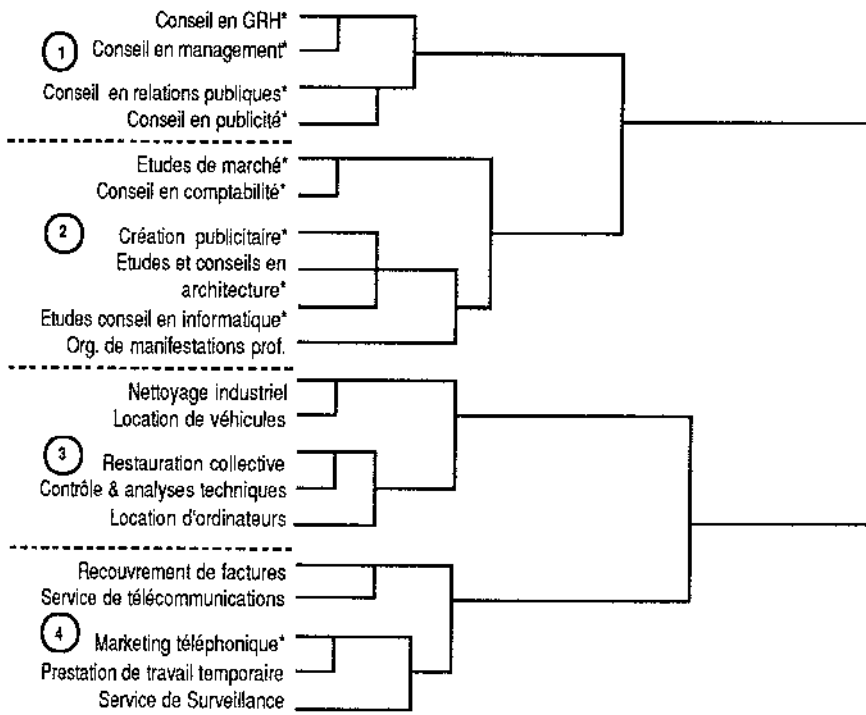 Conseil en GRH*
1
Conseil en management*
Conseil en relations publiques*
Conseil en publicité*
Etudes de marché*
Conseil en comptabilité*
2
Création publicitaire*
Etudes et conseils en
architecture*
Etudes conseil en informatique*
Org. de manifestations prof.
Nettoyage industriel
Location de véhicules
3
Restauration collective
Contrôle & analyses techniques
Location d'ordinateurs
Recouvrement de factures
Service de télécommunications
4
Marketing téléphonique*
Prestation de travail temporaire
Service de Surveillance